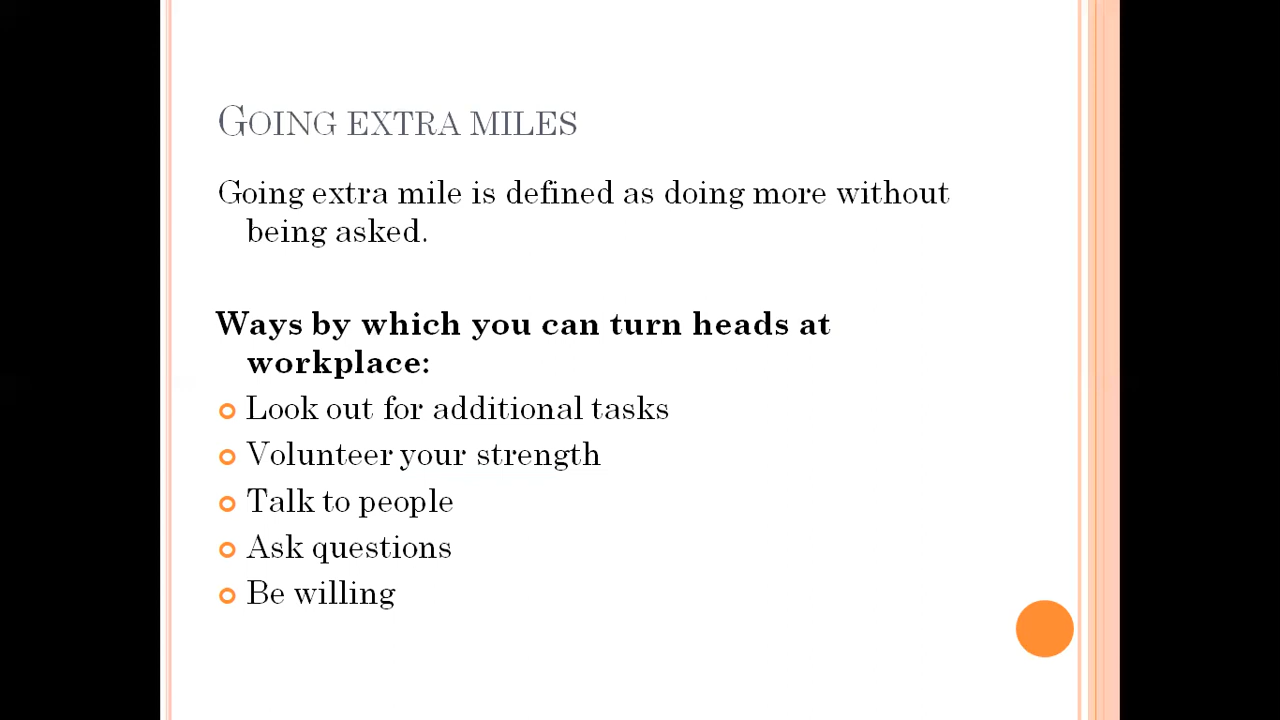 Going extra miles
Going extra mile is defined as doing more without
being asked.
Ways by which you can turn heads at
workplace:
Look out for additional tasks
Volunteer your strength
Talk to people
Ask questions
Be willing